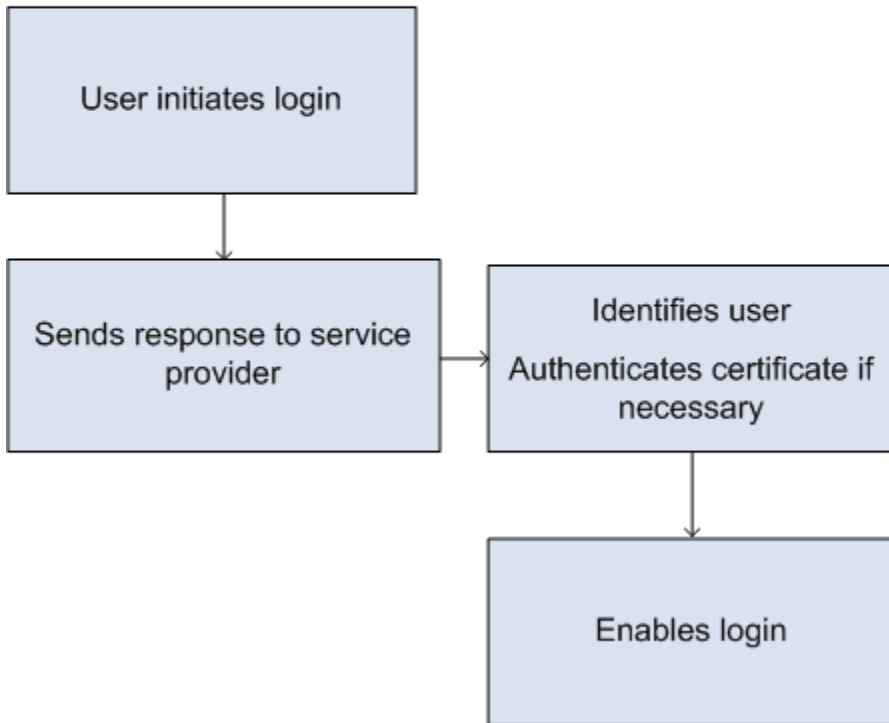 User initiates login
Sends response to service
provider
Identifies user
Authenticates certificate if
necessary
Enables login